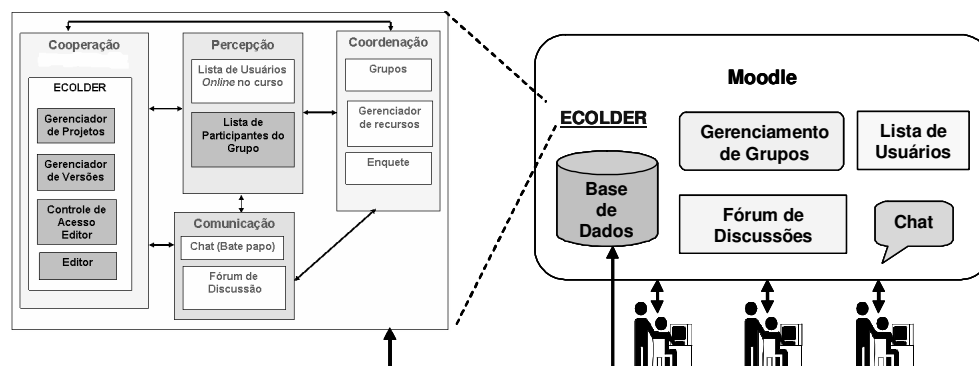 Cooperação
ECOLDER
Gerenciador
de Projetos
Gerenciador
de Versões
Controle de
Acesso
Editor
Editor
Percepção
Lista de Usuários
Online no curso
Lista de
Participantes do
Grupo
Comunicação
Chat (Bate papo)
Fórum de
Discussão
Coordenação
Grupos
Gerenciador
de recursos
Enquete
Moodle
ECOLDER
Base
de
Dados
Gerenciamento
de Grupos
Lista de
Usuários
Fórum de
Discussões
Chat